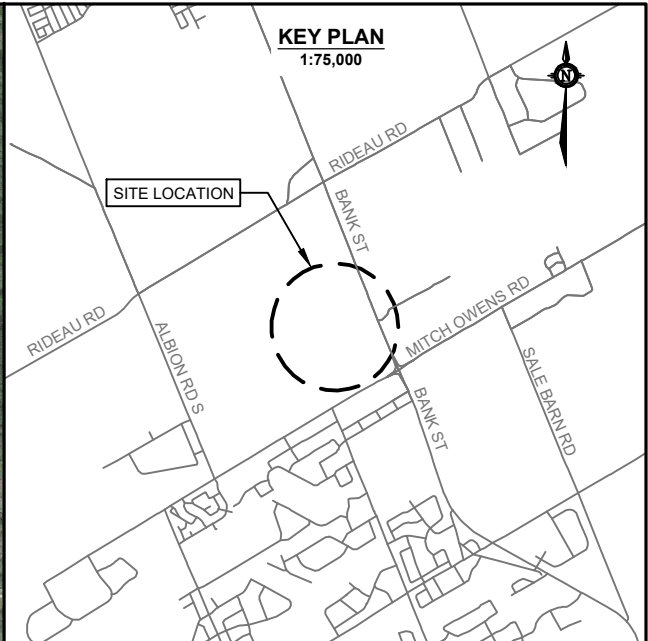 KEY PLAN
1:75,000
N
RIDEAU RD
SITE LOCATION
BANK ST
RIDEAU RD
ALBION RD S
MITCH OWENS RD
BANK ST
SALE BARN RD